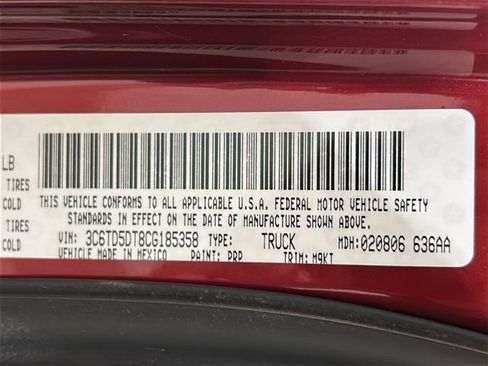 LB
TIRES
COLD
THIS VEHICLE CONFORMS TO ALL APPLICABLE U.S.A. FEDERAL MOTOR VEHICLE SAFETY
STANDARDS IN EFFECT ON THE DATE OF MANUFACTURE SHOWN ABOVE.
TIRES
COLD
VIN: 3C6TD5DT8CG185358 TYPE: TRUCK MDH: 020806 636AA
VEHICLE MADE IN MEXICO PAINT: PRP TRIM: M9KT